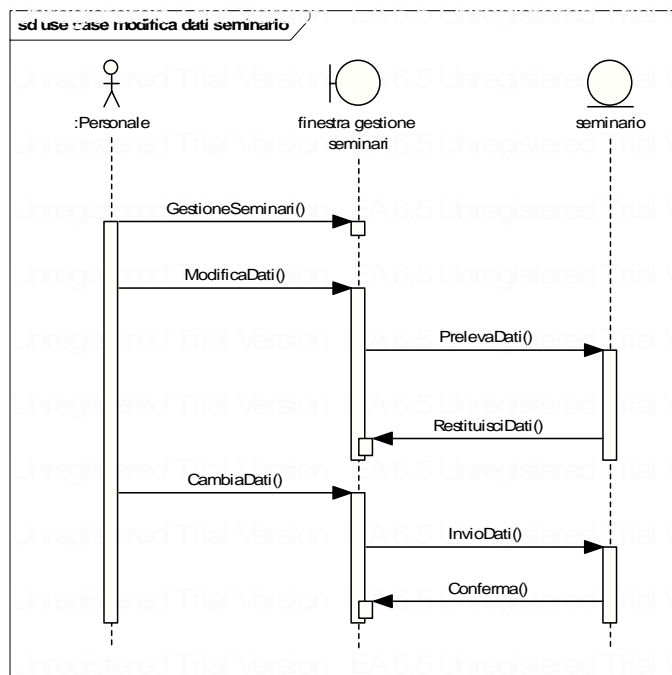 sd use case modifica dati seminario
:Personale
finestra gestione
seminari
seminario
GestioneSeminari()
ModificaDati()
PrelevaDati()
RestituisciDati()
CambiaDati()
InvioDati()
Conferma()
Unregistered Trial Version EA 6.5 Unregistered Trial V